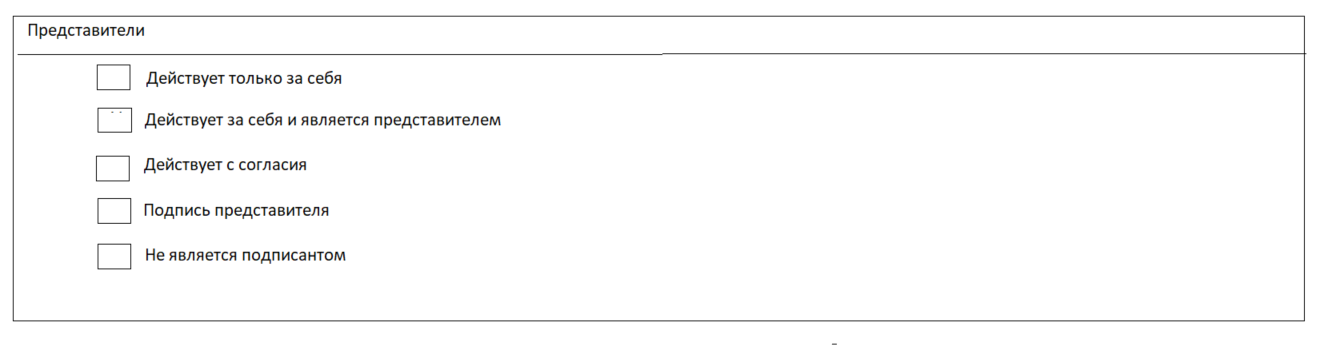 Представители
Действует только за себя
Действует за себя и является представителем
Действует с согласия
Подпись представителя
Не является подписантом